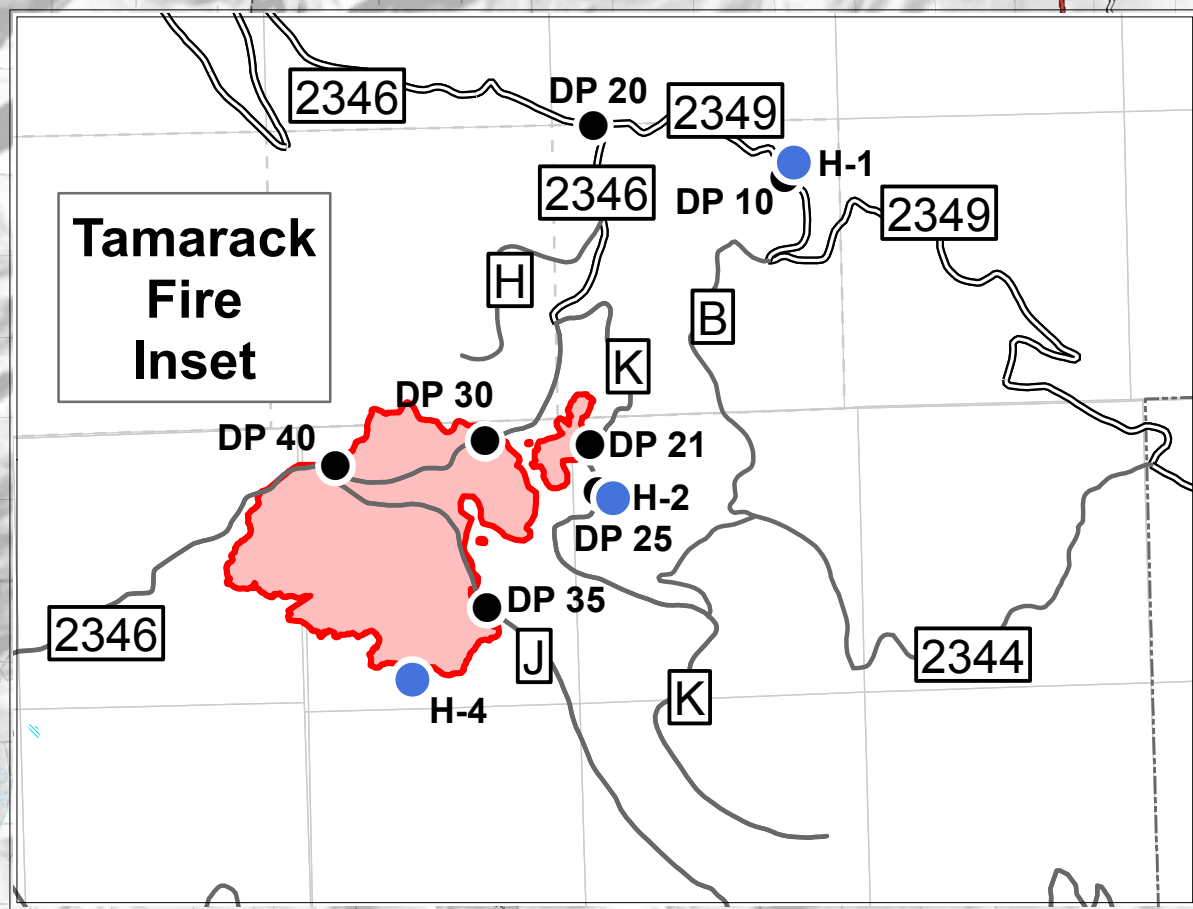 2346
DP 20
2349
H-1
2346
DP 10
2349
Tamarack
Fire
Inset
H
B
K
DP 30
DP 40
DP 21
H-2
DP 25
DP 35
2346
J
2344
K
H-4